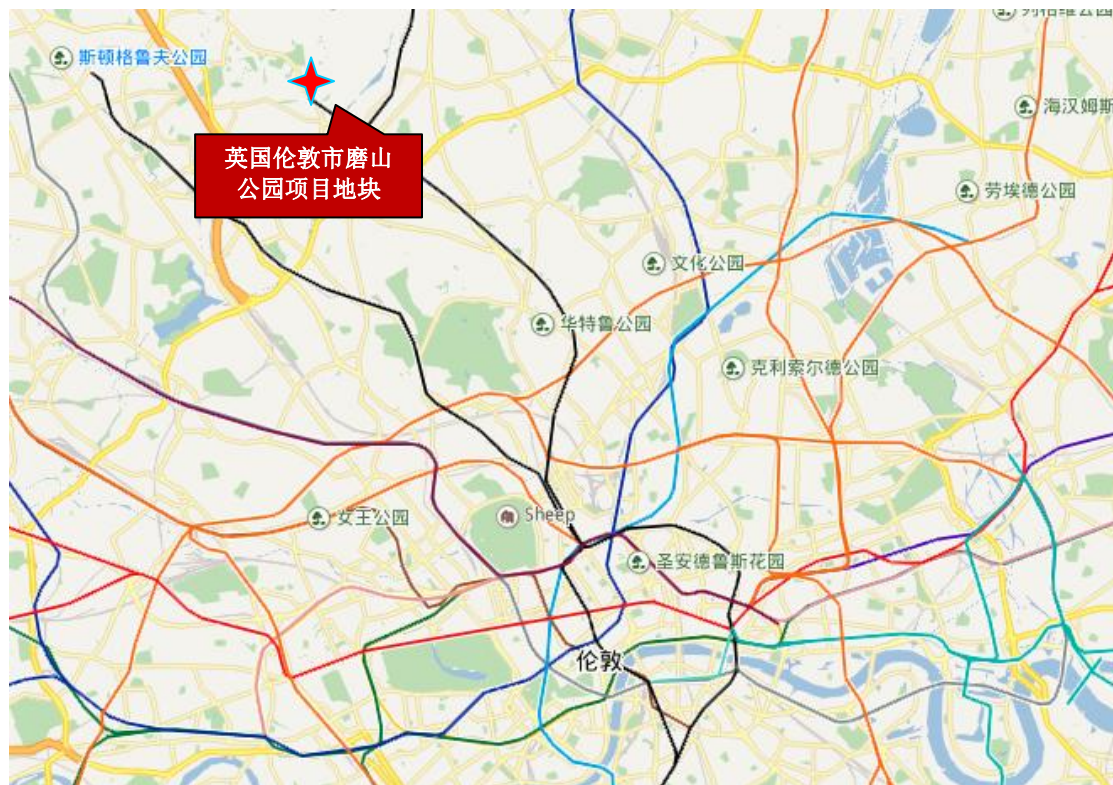 斯顿格鲁夫公园
海汉姆斯
英国伦敦市磨山
公园项目地块
劳埃德公园
文化公园
华特鲁公园
克利索尔德公园
女王公园
Sheep
圣安德鲁斯花园
伦敦